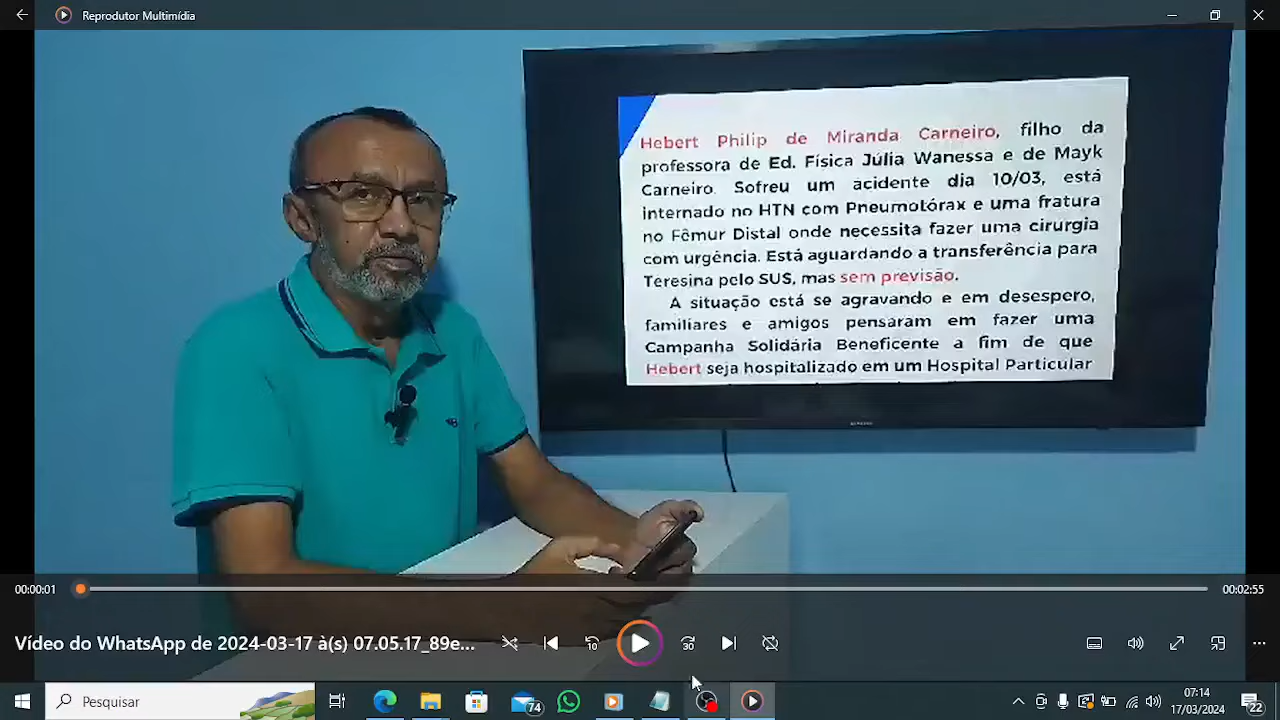 Reprodutor Multimídia
Hebert Philip de Miranda Carneiro, filho da
professora de Ed. Física Júlia Wanessa e de Mayk
Carneiro. Sofreu um acidente dia 10/03, está
internado no HTN com Pneumotórax e uma fratura
no Fêmur Distal onde necessita fazer uma cirurgia
com urgência. Está aguardando a transferência para
Teresina pelo SUS, mas sem previsão.
A situação está se agravando e em desespero,
familiares e amigos pensaram em fazer uma
Campanha Solidária Beneficente a fim de que
Hebert seja hospitalizado em um Hospital Particular
SAMSUNG
00:00:01
00:02:55
Vídeo do WhatsApp de 2024-03-17 à(s) 07.05.17_89e...
10
30
Pesquisar
74
07:14
17/03/2024
22